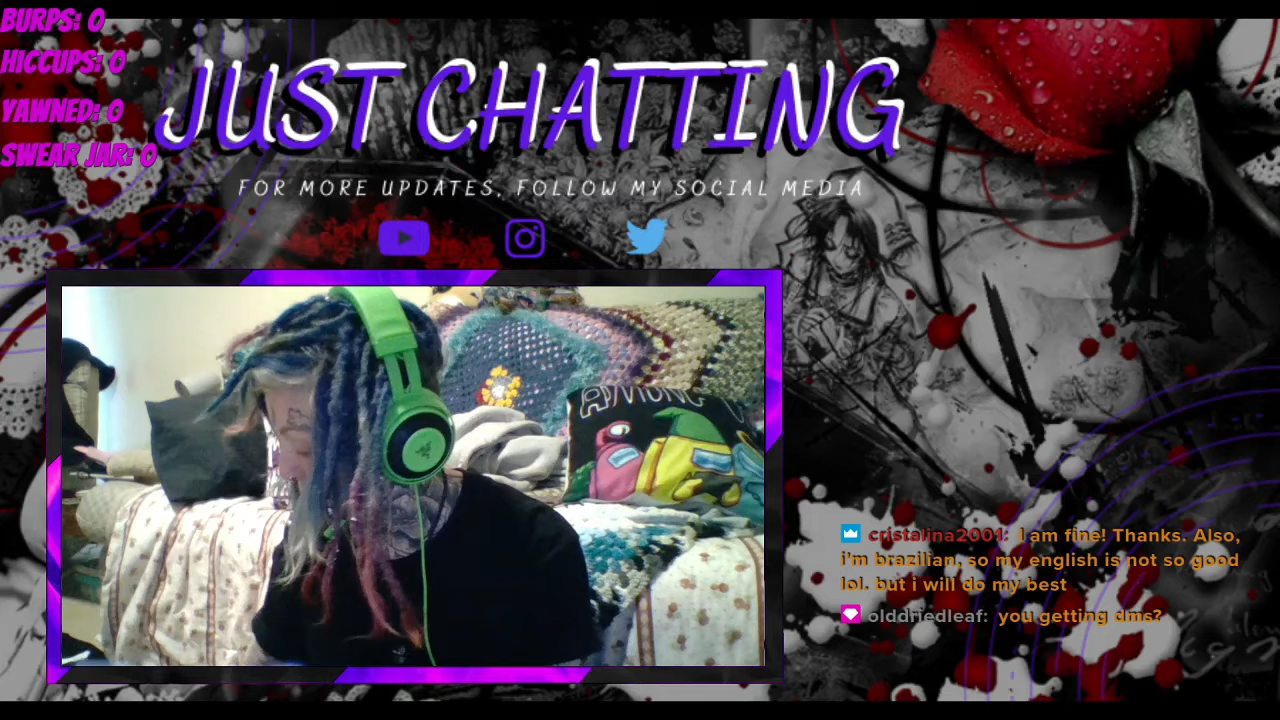 BURPS: 0
HICCUPS: 0
YAWNED: 0
SWEAR JAR: 0
JUST CHATTING
FOR MORE UPDATES, FOLLOW MY SOCIAL MEDIA
AMONG U
cristalina2001: I am fine! Thanks. Also,
i'm brazilian, so my english is not so good
lol. but i will do my best
olddriedleaf: you getting dms?